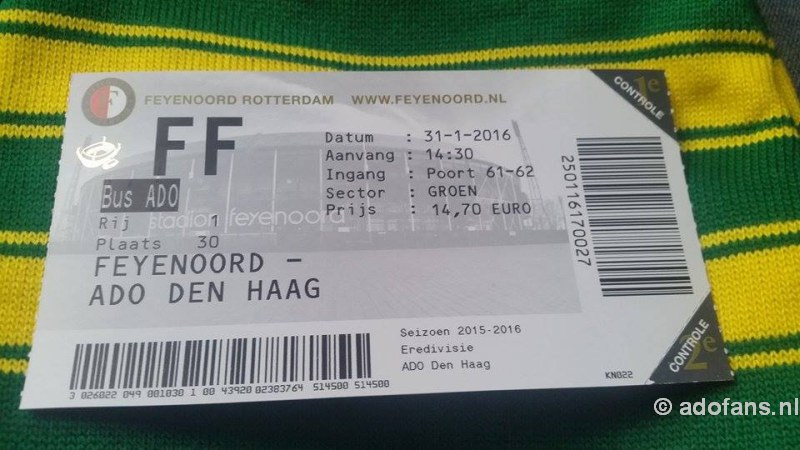 FEYENOORD ROTTERDAM WWW.FEYENOORD.NL
FF
Bus ADO
Rij 1
Plaats 30
stadion feyenoord
Datum : 31-1-2016
Aanvang : 14:30
Ingang : Poort 61-62
Sector : GROEN
Prijs : 14,70 EURO
FEYENOORD -
ADO DEN HAAG
Seizoen 2015-2016
Eredivisie
ADO Den Haag
3 026022 049 001030 1 00 43920 02383764 514500 514500
KN022
250116170027
CONTROLE 1e
CONTROLE 2e
© adofans.nl